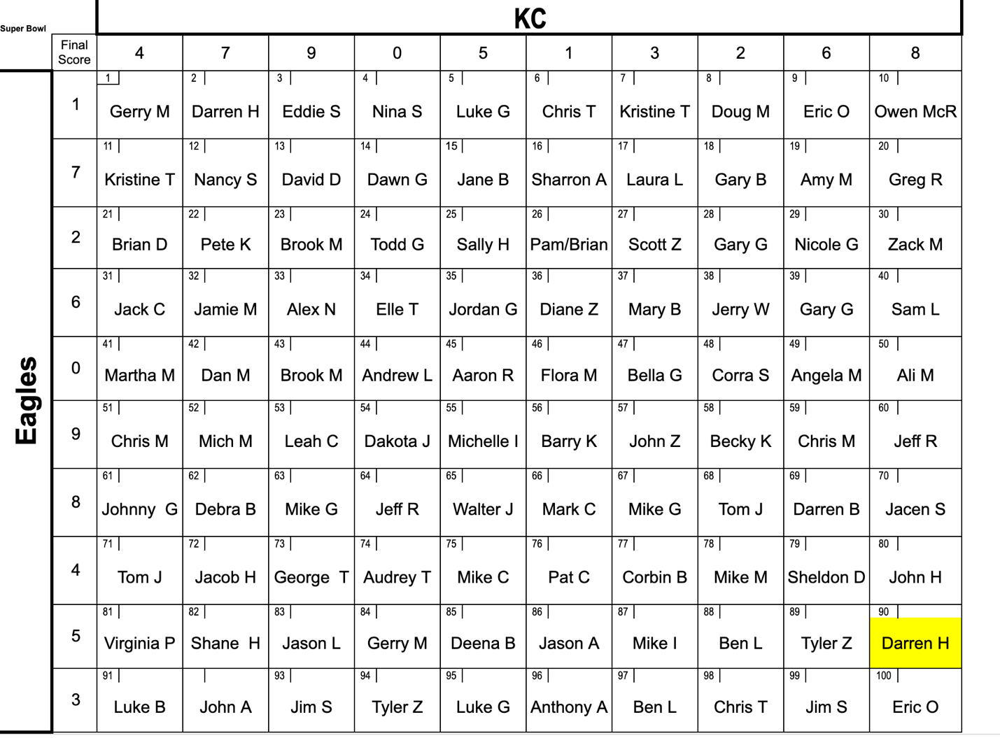 KC
Super Bowl
Final Score 4 7 9 0 5 1 3 2 6 8
Eagles
1 2 3 4 5 6 7 8 9 10
1 Gerry M Darren H Eddie S Nina S Luke G Chris T Kristine T Doug M Eric O Owen McR
11 12 13 14 15 16 17 18 19 20
7 Kristine T Nancy S David D Dawn G Jane B Sharron A Laura L Gary B Amy M Greg R
21 22 23 24 25 26 27 28 29 30
2 Brian D Pete K Brook M Todd G Sally H Pam/Brian Scott Z Gary G Nicole G Zack M
31 32 33 34 35 36 37 38 39 40
6 Jack C Jamie M Alex N Elle T Jordan G Diane Z Mary B Jerry W Gary G Sam L
41 42 43 44 45 46 47 48 49 50
0 Martha M Dan M Brook M Andrew L Aaron R Flora M Bella G Corra S Angela M Ali M
51 52 53 54 55 56 57 58 59 60
9 Chris M Mich M Leah C Dakota J Michelle I Barry K John Z Becky K Chris M Jeff R
61 62 63 64 65 66 67 68 69 70
8 Johnny G Debra B Mike G Jeff R Walter J Mark C Mike G Tom J Darren B Jacen S
71 72 73 74 75 76 77 78 79 80
4 Tom J Jacob H George T Audrey T Mike C Pat C Corbin B Mike M Sheldon D John H
81 82 83 84 85 86 87 88 89 90
5 Virginia P Shane H Jason L Gerry M Deena B Jason A Mike I Ben L Tyler Z Darren H
91 93 94 95 96 97 98 99 100
3 Luke B John A Jim S Tyler Z Luke G Anthony A Ben L Chris T Jim S Eric O